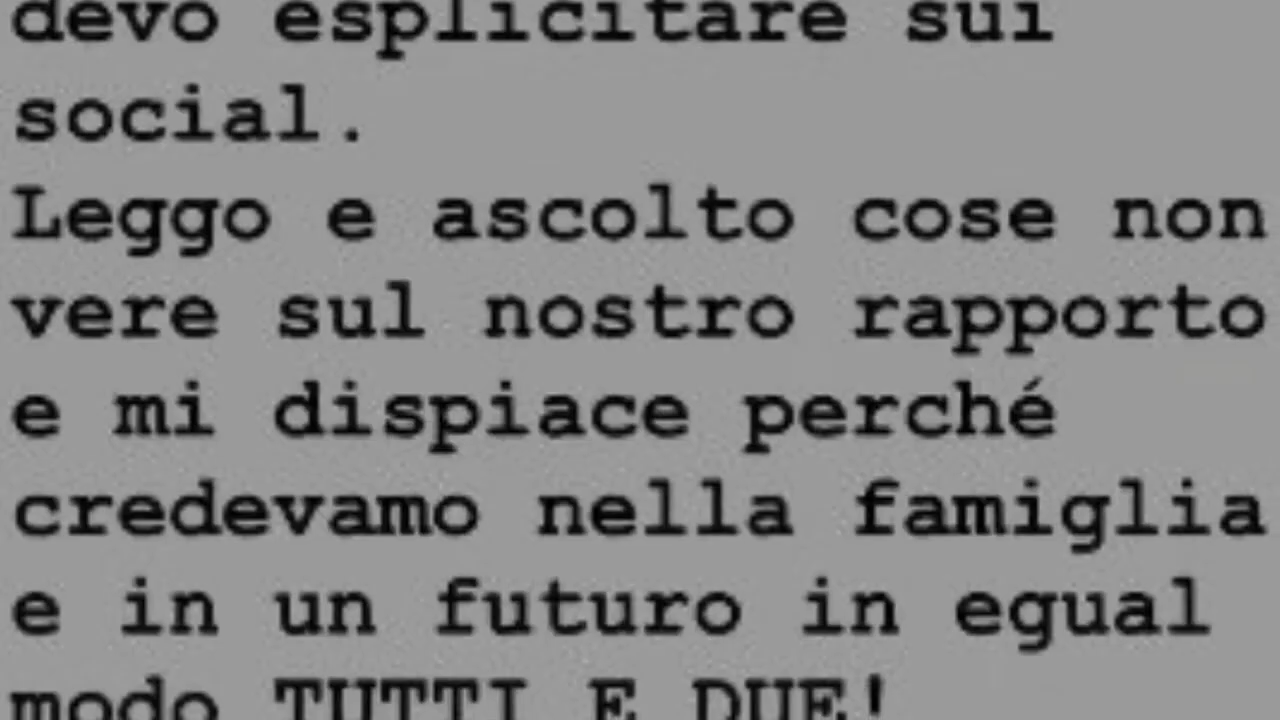 devo esplicitare sui
social.
Leggo e ascolto cose non
vere sul nostro rapporto
e mi dispiace perché
credevamo nella famiglia
e in un futuro in egual
modo TUTTI E DUE!